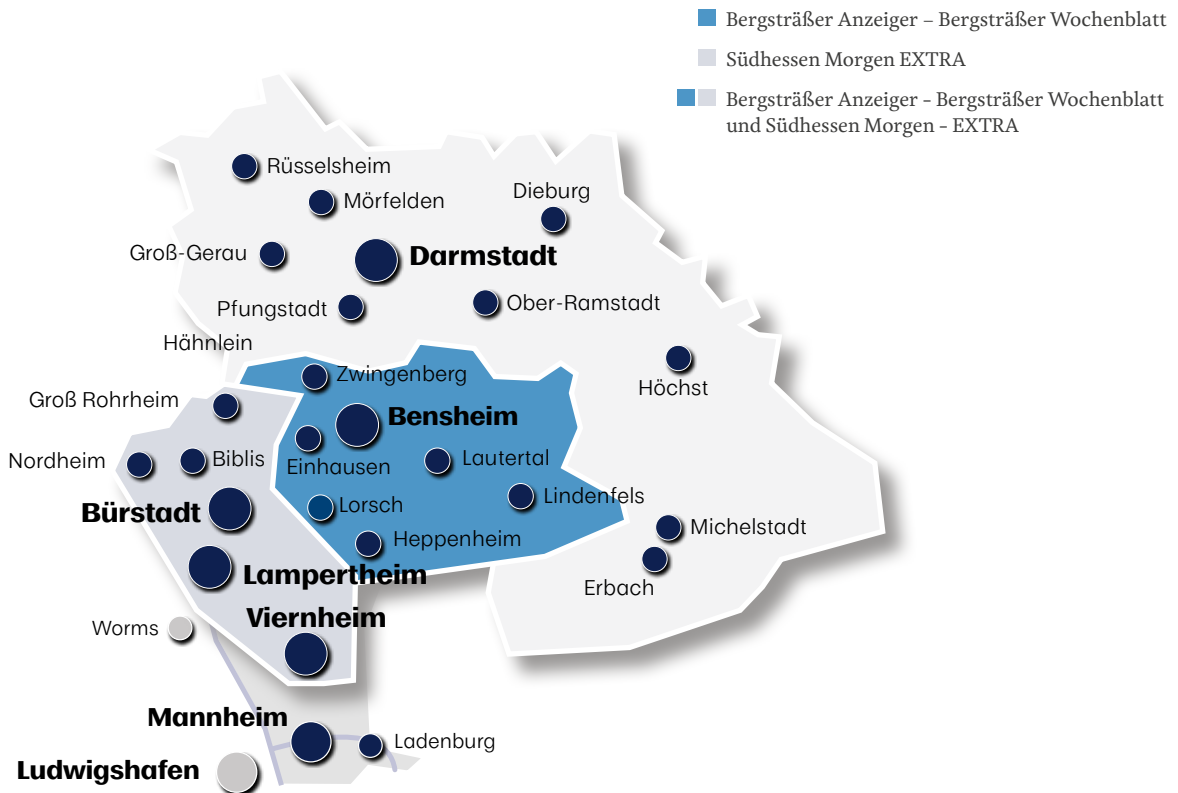 Bergsträßer Anzeiger – Bergsträßer Wochenblatt
Südhessen Morgen EXTRA
Bergsträßer Anzeiger - Bergsträßer Wochenblatt
und Südhessen Morgen - EXTRA
Rüsselsheim
Mörfelden
Dieburg
Groß-Gerau
Darmstadt
Pfungstadt
Ober-Ramstadt
Hähnlein
Zwingenberg
Höchst
Groß Rohrheim
Bensheim
Nordheim
Biblis
Einhausen
Lautertal
Lindenfels
Bürstadt
Lorsch
Michelstadt
Heppenheim
Lampertheim
Erbach
Viernheim
Worms
Mannheim
Ladenburg
Ludwigshafen